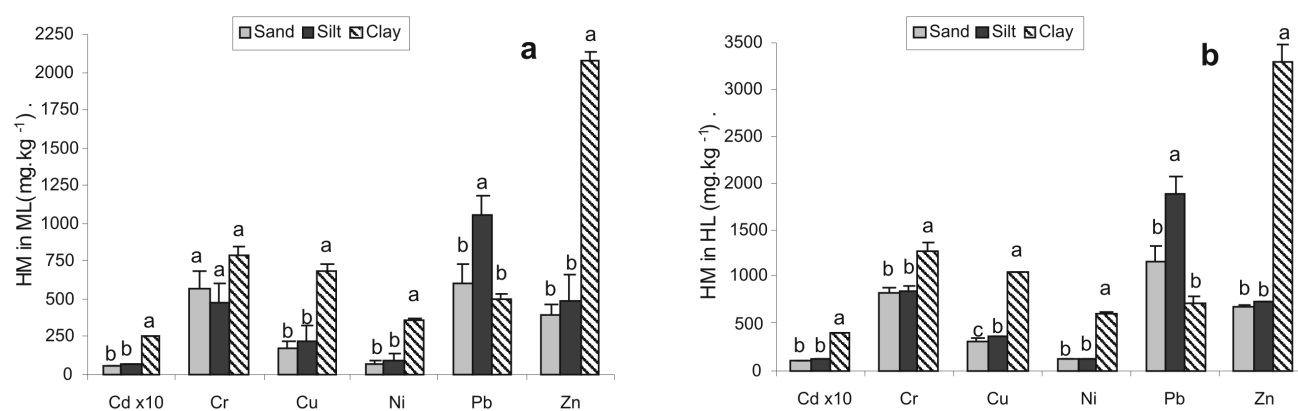 Sand Silt Clay
a
HM in ML(mg.kg -1) .
2250
2000
1750
1500
1250
1000
750
500
250
0
b b a
a a a
b b a
b b a
b a b
b b a
Cd x10 Cr Cu Ni Pb Zn
Sand Silt Clay
b
HM in HL (mg.kg -1) .
3500
3000
2500
2000
1500
1000
500
0
b b a
b b a
c b a
b b a
b a b
b b a
Cd x10 Cr Cu Ni Pb Zn